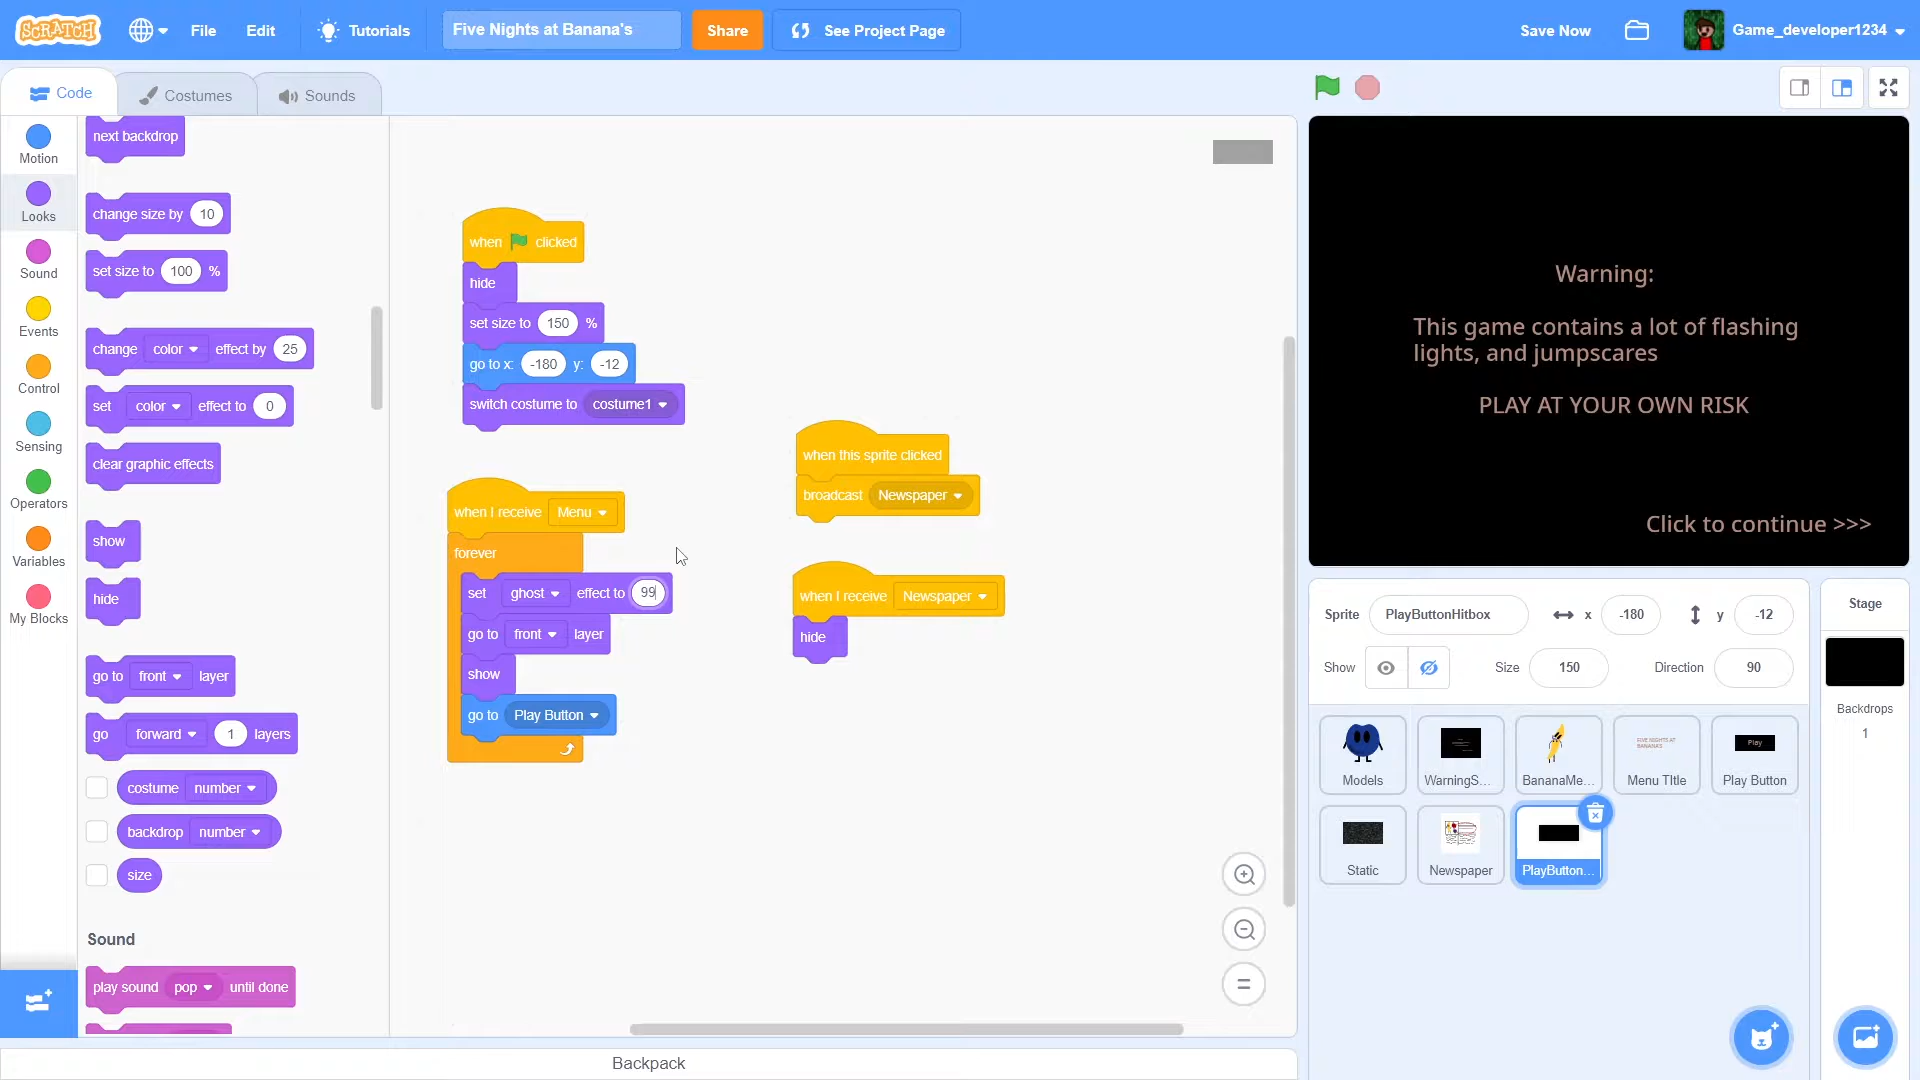 SCRATCH File Edit Tutorials Five Nights at Banana's Share See Project Page Save Now Game_developer1234
Code Costumes Sounds
Motion
Looks
Sound
Events
Control
Sensing
Operators
Variables
My Blocks
next backdrop
change size by 10
set size to 100 %
change color effect by 25
set color effect to 0
clear graphic effects
show
hide
go to front layer
go forward 1 layers
costume number
backdrop number
size
Sound
play sound pop until done
when clicked
hide
set size to 150 %
go to x: -180 y: -12
switch costume to costume1
when I receive Menu
forever
set ghost effect to 99
go to front layer
show
go to Play Button
when this sprite clicked
broadcast Newspaper
when I receive Newspaper
hide
Backpack
Warning:
This game contains a lot of flashing
lights, and jumpscares
PLAY AT YOUR OWN RISK
Click to continue >>>
Sprite PlayButtonHitbox x -180 y -12
Show Size 150 Direction 90
Models WarningS... BananaMe... Menu TItle Play Button
FIVE NIGHTS AT
BANANA'S
Play
Static Newspaper PlayButton...
Stage
Backdrops
1